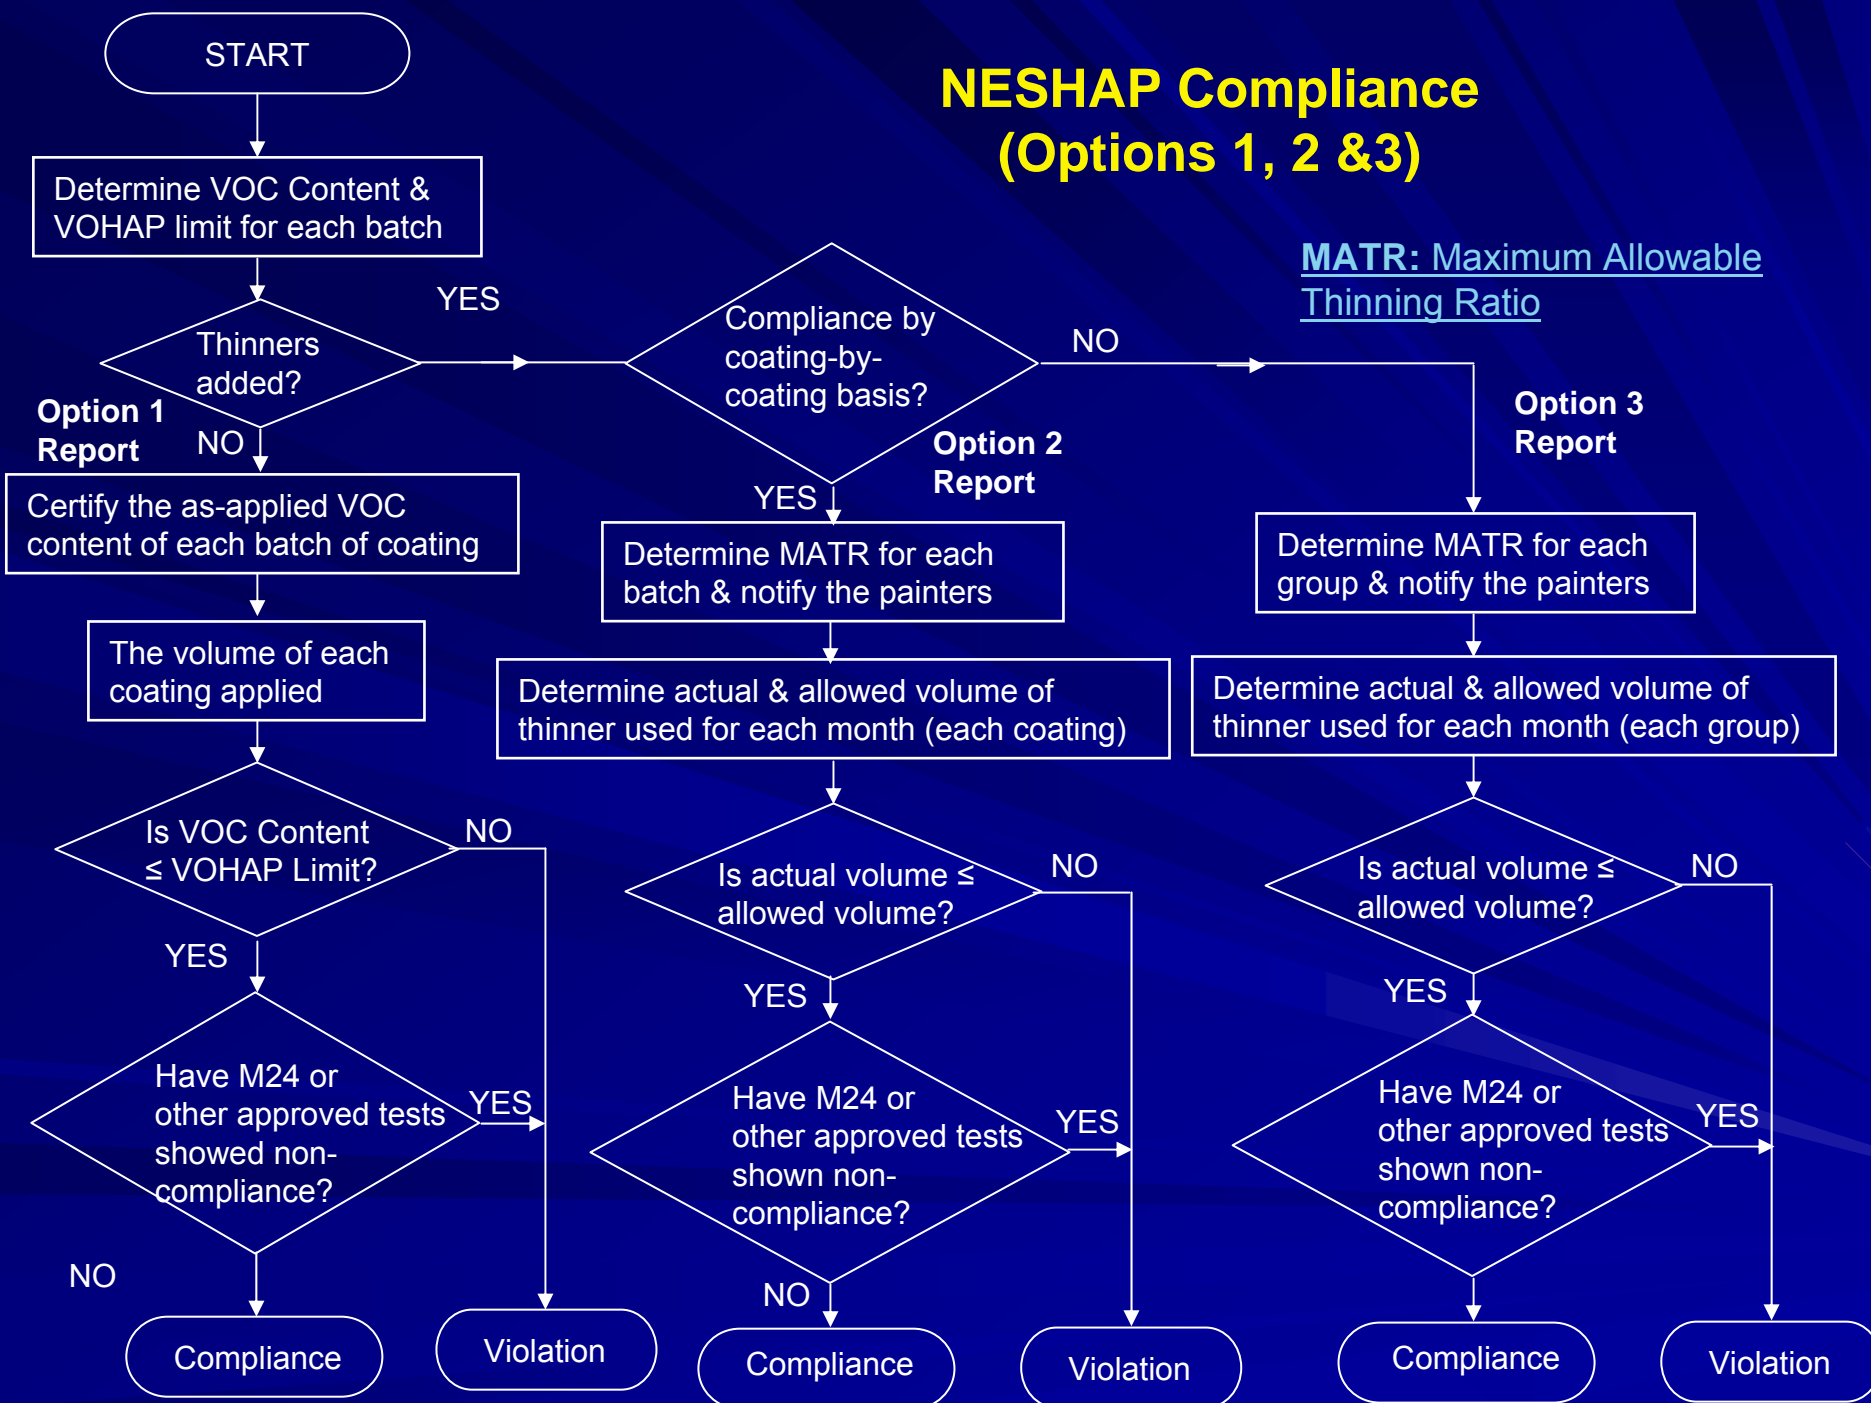 START
NESHAP Compliance
(Options 1, 2 &3)
Determine VOC Content &
VOHAP limit for each batch
MATR: Maximum Allowable
Thinning Ratio
YES
Thinners
added?
Compliance by
coating-by-
coating basis?
NO
Option 1
Report
NO
Option 2
Report
YES
Option 3
Report
Certify the as-applied VOC
content of each batch of coating
Determine MATR for each
batch & notify the painters
Determine MATR for each
group & notify the painters
The volume of each
coating applied
Determine actual & allowed volume of
thinner used for each month (each coating)
Determine actual & allowed volume of
thinner used for each month (each group)
Is VOC Content
≤ VOHAP Limit?
NO
Is actual volume ≤
allowed volume?
NO
Is actual volume ≤
allowed volume?
NO
YES
YES
YES
Have M24 or
other approved tests
showed non-
compliance?
YES
Have M24 or
other approved tests
shown non-
compliance?
YES
Have M24 or
other approved tests
shown non-
compliance?
YES
NO
NO
Compliance
Violation
Compliance
Violation
Compliance
Violation